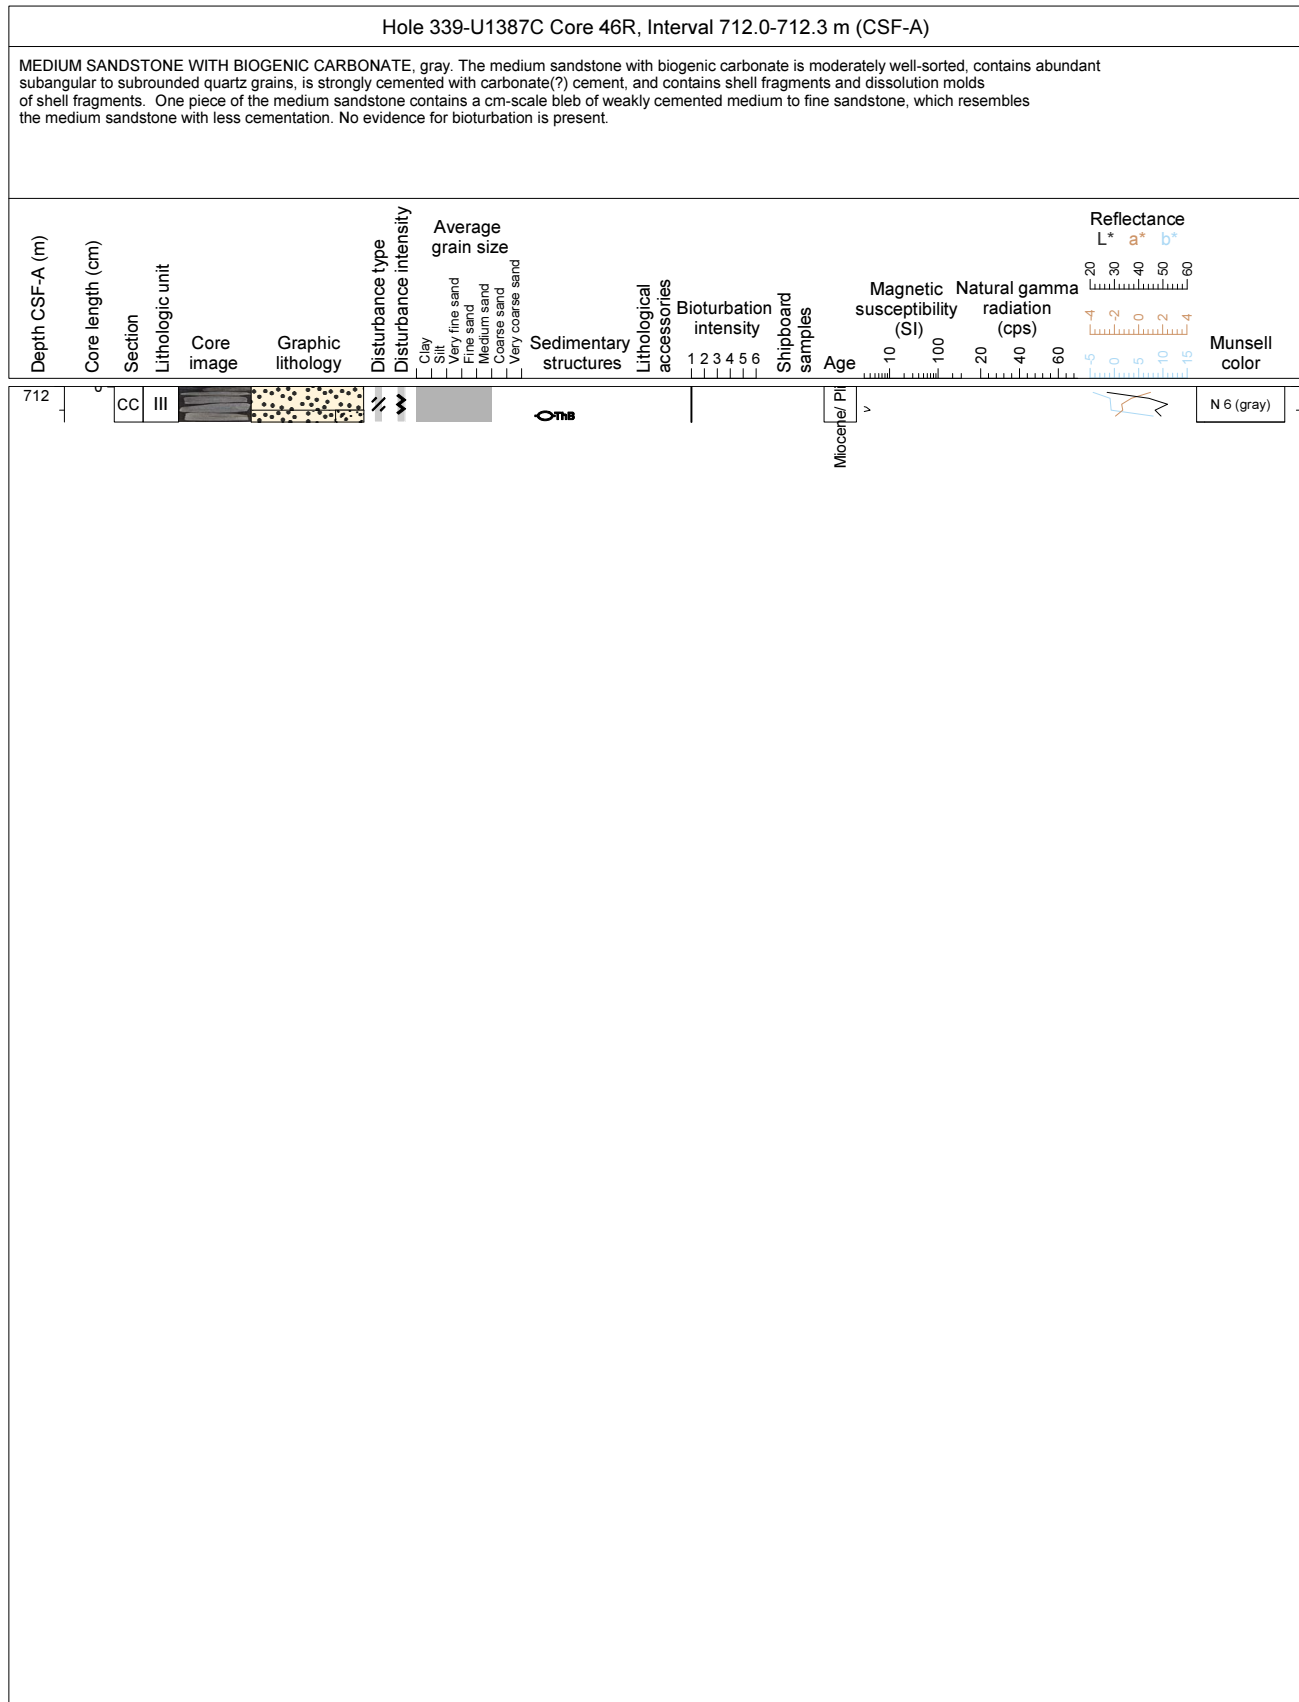 Hole 339-U1387C Core 46R, Interval 712.0-712.3 m (CSF-A)
MEDIUM SANDSTONE WITH BIOGENIC CARBONATE, gray. The medium sandstone with biogenic carbonate is moderately well-sorted, contains abundant
subangular to subrounded quartz grains, is strongly cemented with carbonate(?) cement, and contains shell fragments and dissolution molds
of shell fragments. One piece of the medium sandstone contains a cm-scale bleb of weakly cemented medium to fine sandstone, which resembles
the medium sandstone with less cementation. No evidence for bioturbation is present.
Depth CSF-A (m)
Core length (cm)
Section
Lithologic unit
Core
image
Graphic
lithology
Disturbance type
Disturbance intensity
Average
grain size
Clay
Silt
Very fine sand
Fine sand
Medium sand
Coarse sand
Very coarse sand
Sedimentary
structures
Lithological
accessories
Bioturbation
intensity
1 2 3 4 5 6
Shipboard
samples
Age
Magnetic
susceptibility
(SI)
10 100
Natural gamma
radiation
(cps)
20 40 60
Reflectance
L* a* b*
20 30 40 50 60
-4 -2 0 2 4
-5 0 5 10 15
Munsell
color
712
CC
III
ThB
Miocene/ Pli
N 6 (gray)